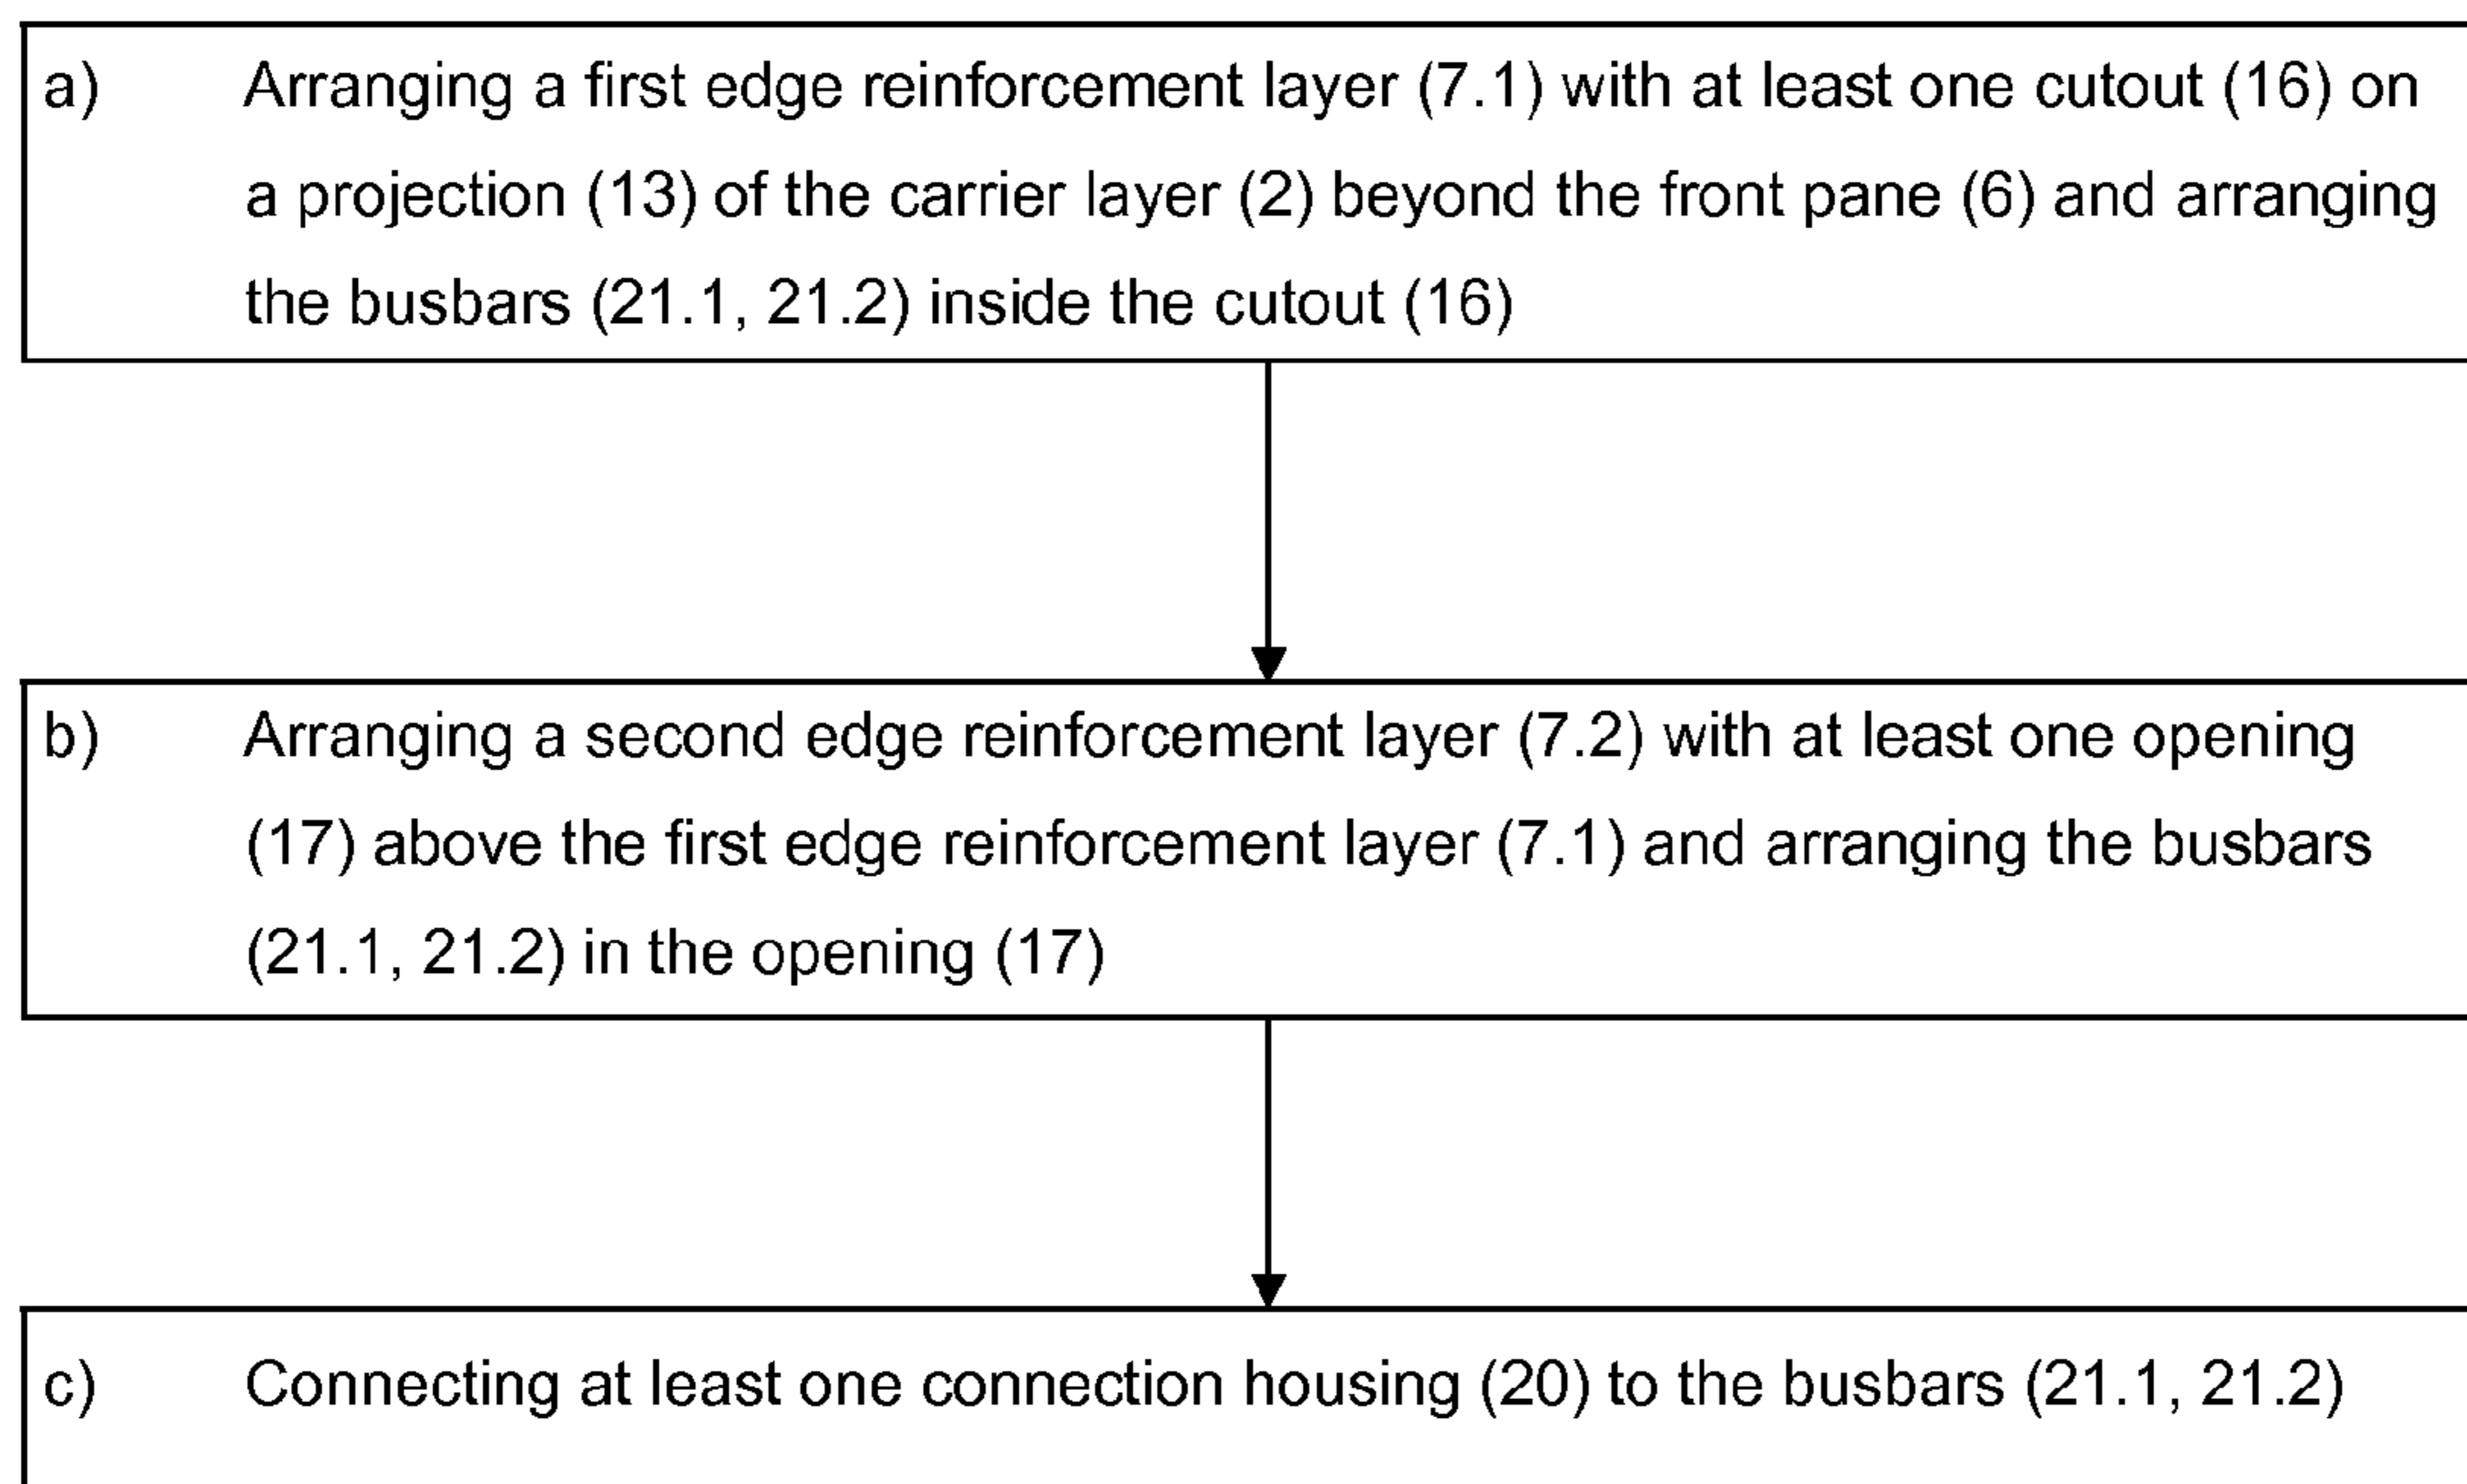 a) Arranging a first edge reinforcement layer (7.1) with at least one cutout (16) on
a projection (13) of the carrier layer (2) beyond the front pane (6) and arranging
the busbars (21.1, 21.2) inside the cutout (16)
b) Arranging a second edge reinforcement layer (7.2) with at least one opening
(17) above the first edge reinforcement layer (7.1) and arranging the busbars
(21.1, 21.2) in the opening (17)
c) Connecting at least one connection housing (20) to the busbars (21.1, 21.2)